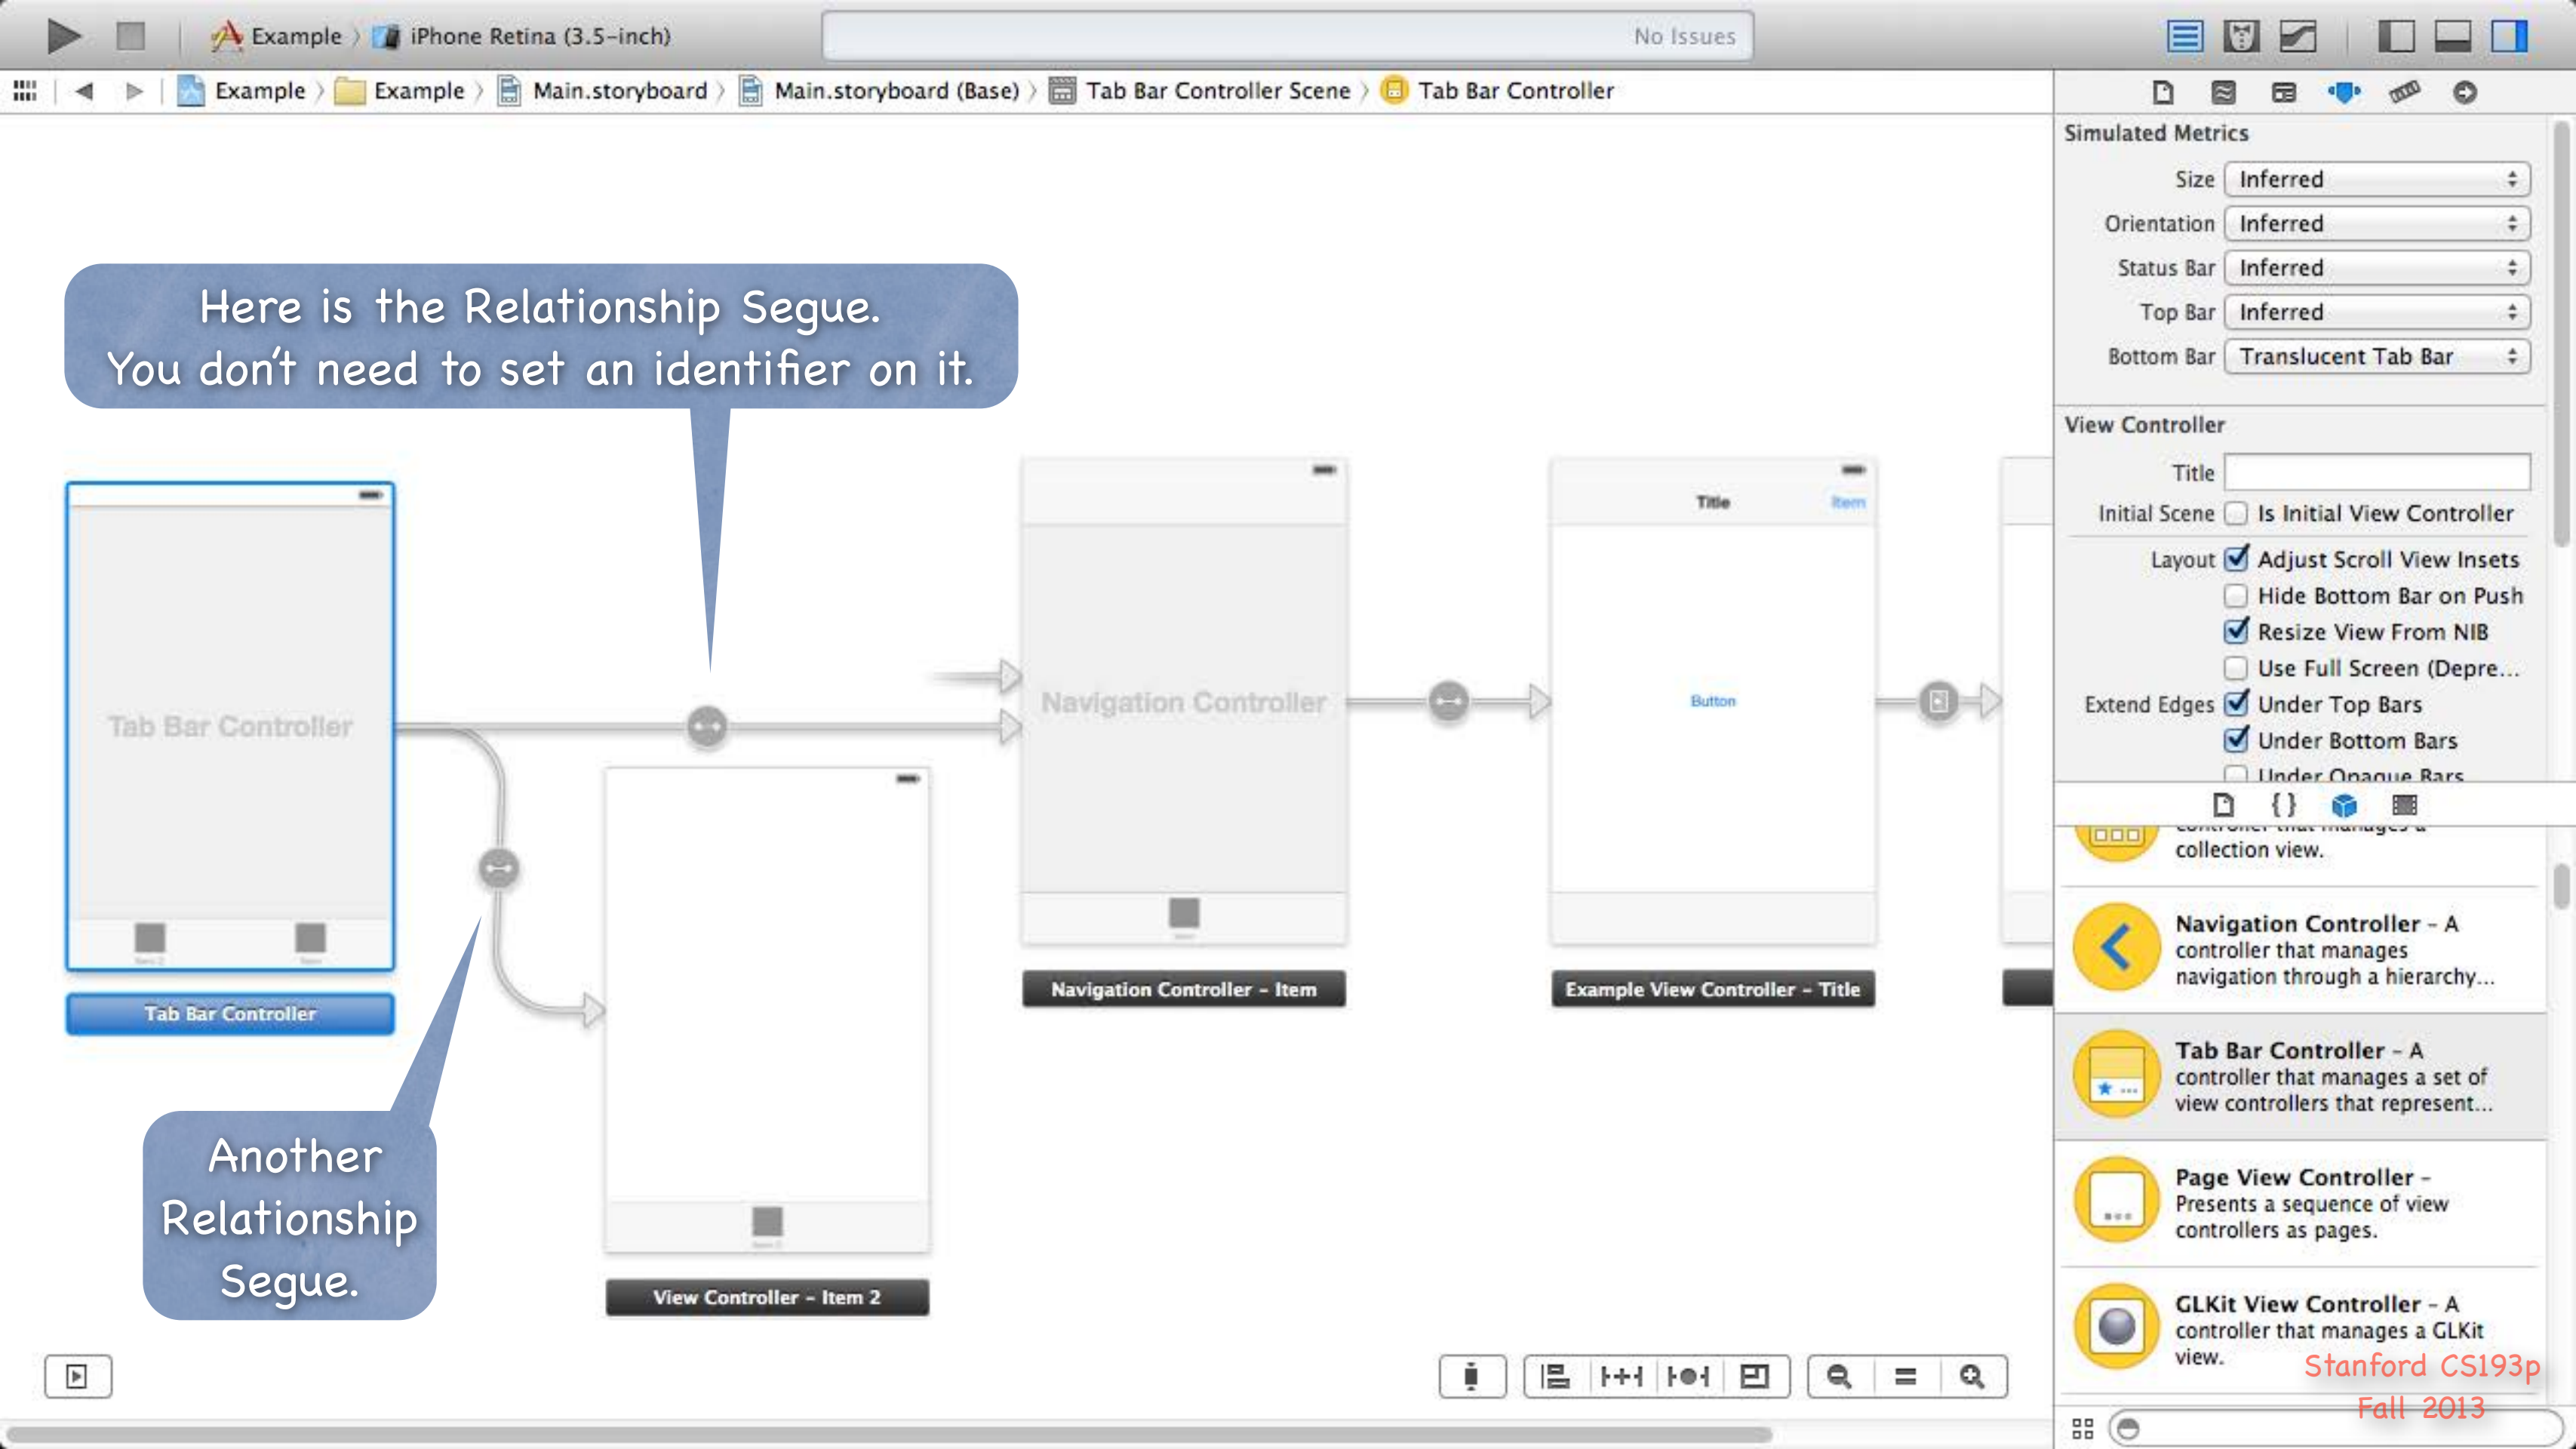 Example
iPhone Retina (3.5-inch)
No Issues
Example
Example
Main.storyboard
Main.storyboard (Base)
Tab Bar Controller Scene
Tab Bar Controller
Here is the Relationship Segue.
You don't need to set an identifier on it.
Tab Bar Controller
Tab Bar Controller
Another
Relationship
Segue.
View Controller - Item 2
Navigation Controller
Navigation Controller - Item
Title
Item
Button
Example View Controller - Title
Simulated Metrics
Size Inferred
Orientation Inferred
Status Bar Inferred
Top Bar Inferred
Bottom Bar Translucent Tab Bar
View Controller
Title
Initial Scene Is Initial View Controller
Layout Adjust Scroll View Insets
Hide Bottom Bar on Push
Resize View From NIB
Use Full Screen (Depre...
Extend Edges Under Top Bars
Under Bottom Bars
Under Opaque Bars
{}
controller that manages a
collection view.
Navigation Controller - A
controller that manages
navigation through a hierarchy...
Tab Bar Controller - A
controller that manages a set of
view controllers that represent...
Page View Controller -
Presents a sequence of view
controllers as pages.
GLKit View Controller - A
controller that manages a GLKit
view.
Stanford CS193p
Fall 2013